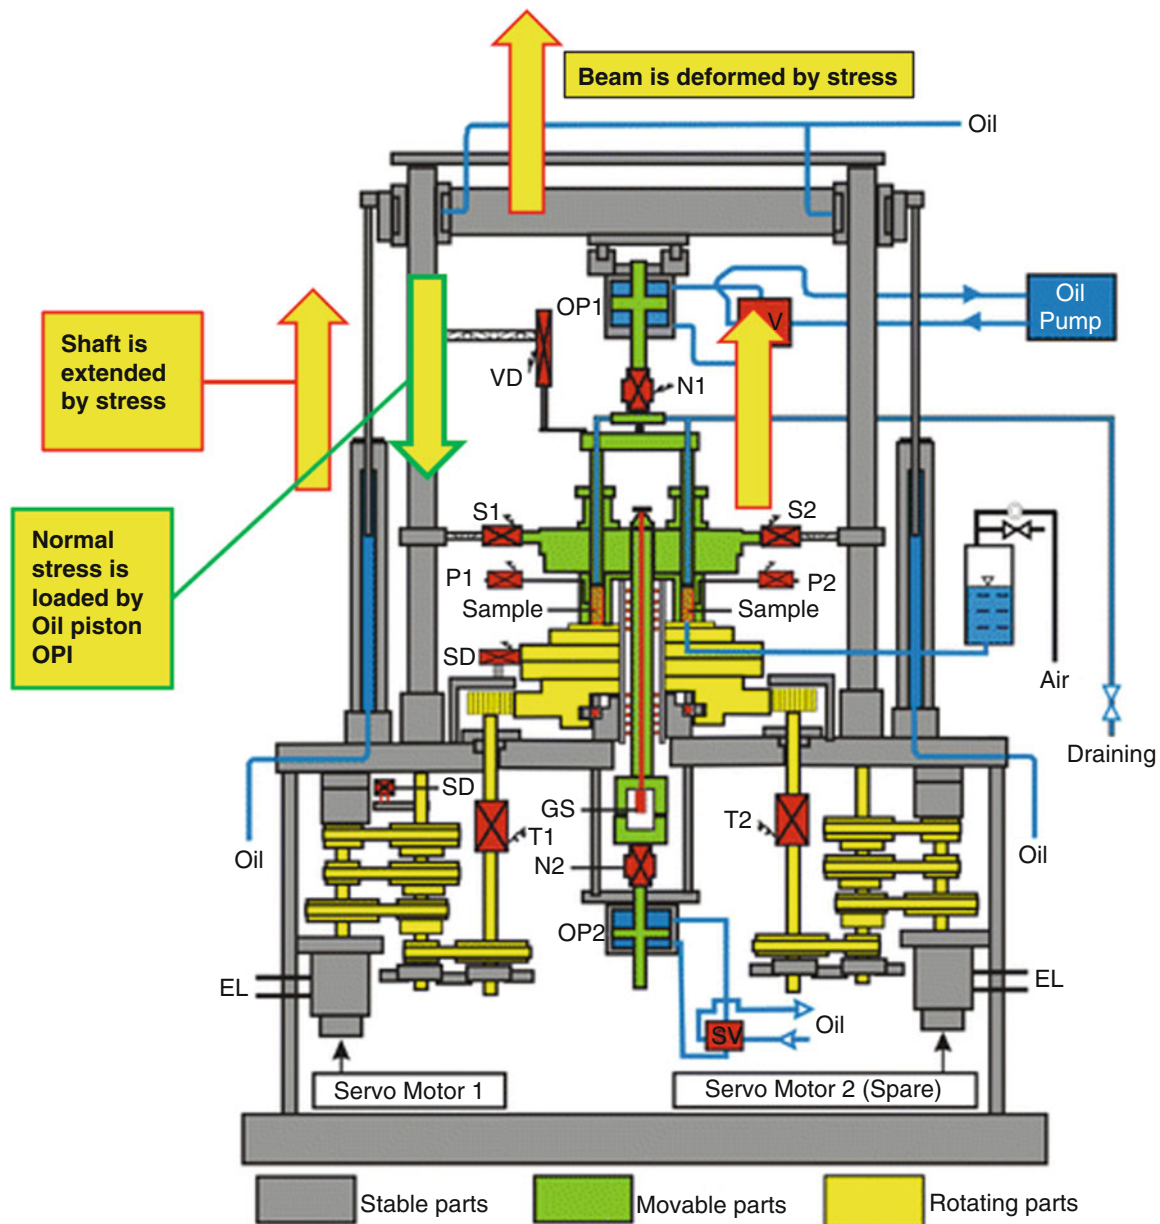 Beam is deformed by stress
Oil
Oil
Pump
OP1
V
Shaft is
extended
by stress
VD
N1
S1
S2
Normal
stress is
loaded by
Oil piston
OPI
P1
P2
Sample
Sample
SD
Air
Draining
SD
GS
T1
T2
Oil
Oil
N2
OP2
EL
EL
SV
Oil
Servo Motor 1
Servo Motor 2 (Spare)
Stable parts
Movable parts
Rotating parts